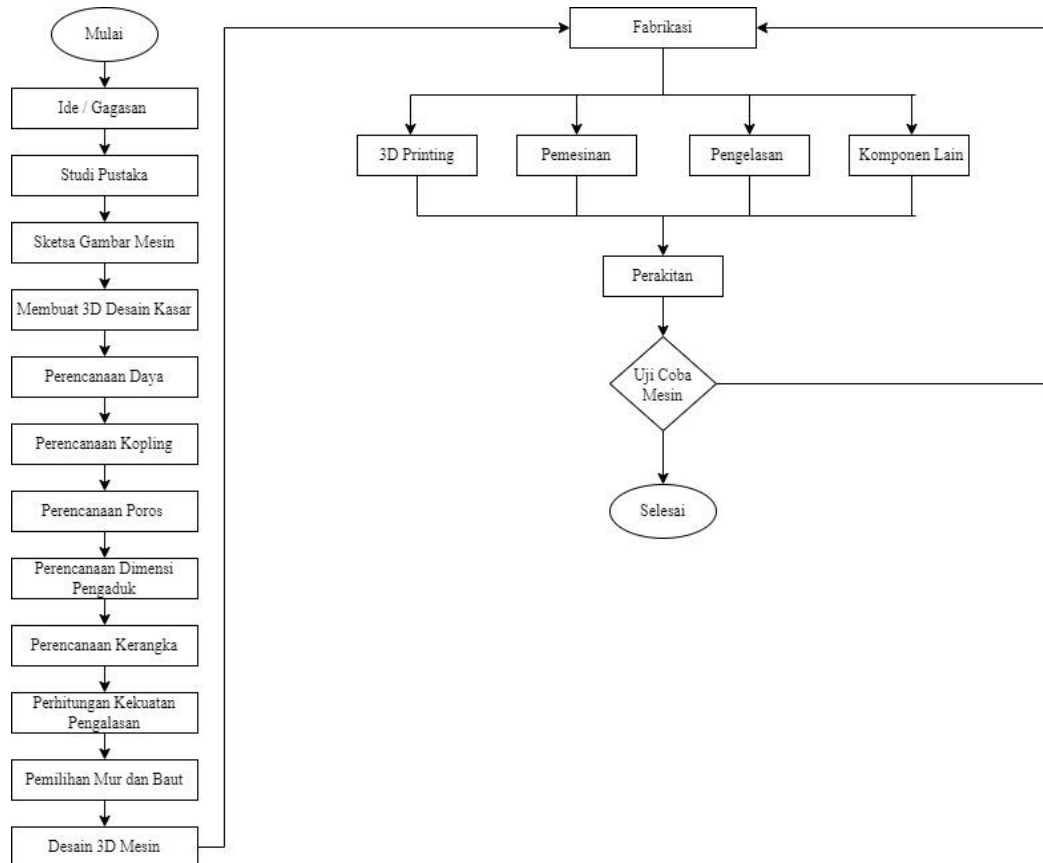 Mulai
Ide / Gagasan
Studi Pustaka
Sketsa Gambar Mesin
Membuat 3D Desain Kasar
Perencanaan Daya
Perencanaan Kopling
Perencanaan Poros
Perencanaan Dimensi
Pengaduk
Perencanaan Kerangka
Perhitungan Kekuatan
Pengalasan
Pemilihan Mur dan Baut
Desain 3D Mesin
Fabrikasi
3D Printing
Pemesinan
Pengelasan
Komponen Lain
Perakitan
Uji Coba
Mesin
Selesai